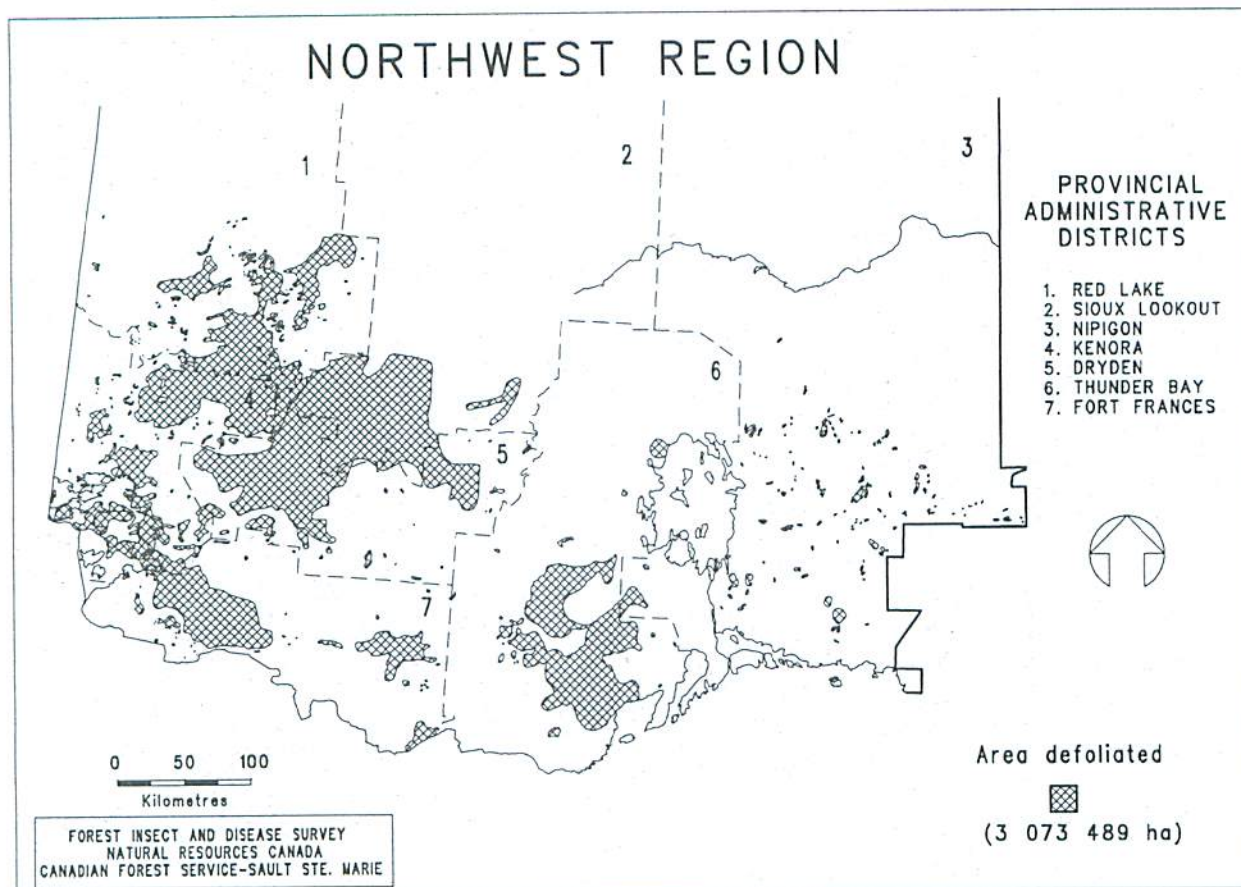 NORTHWEST REGION
1
2
3
4
5
6
7
PROVINCIAL
ADMINISTRATIVE
DISTRICTS
1. RED LAKE
2. SIOUX LOOKOUT
3. NIPIGON
4. KENORA
5. DRYDEN
6. THUNDER BAY
7. FORT FRANCES
0 50 100
Kilometres
Area defoliated
(3 073 489 ha)
FOREST INSECT AND DISEASE SURVEY
NATURAL RESOURCES CANADA
CANADIAN FOREST SERVICE-SAULT STE. MARIE